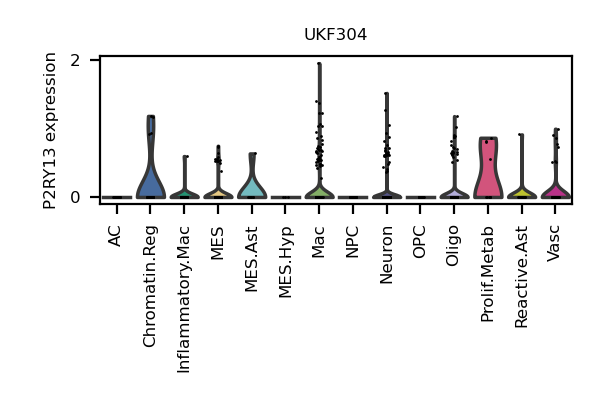 UKF304
P2RY13 expression
2
0
AC
Chromatin.Reg
Inflammatory.Mac
MES
MES.Ast
MES.Hyp
Mac
NPC
Neuron
OPC
Oligo
Prolif.Metab
Reactive.Ast
Vasc